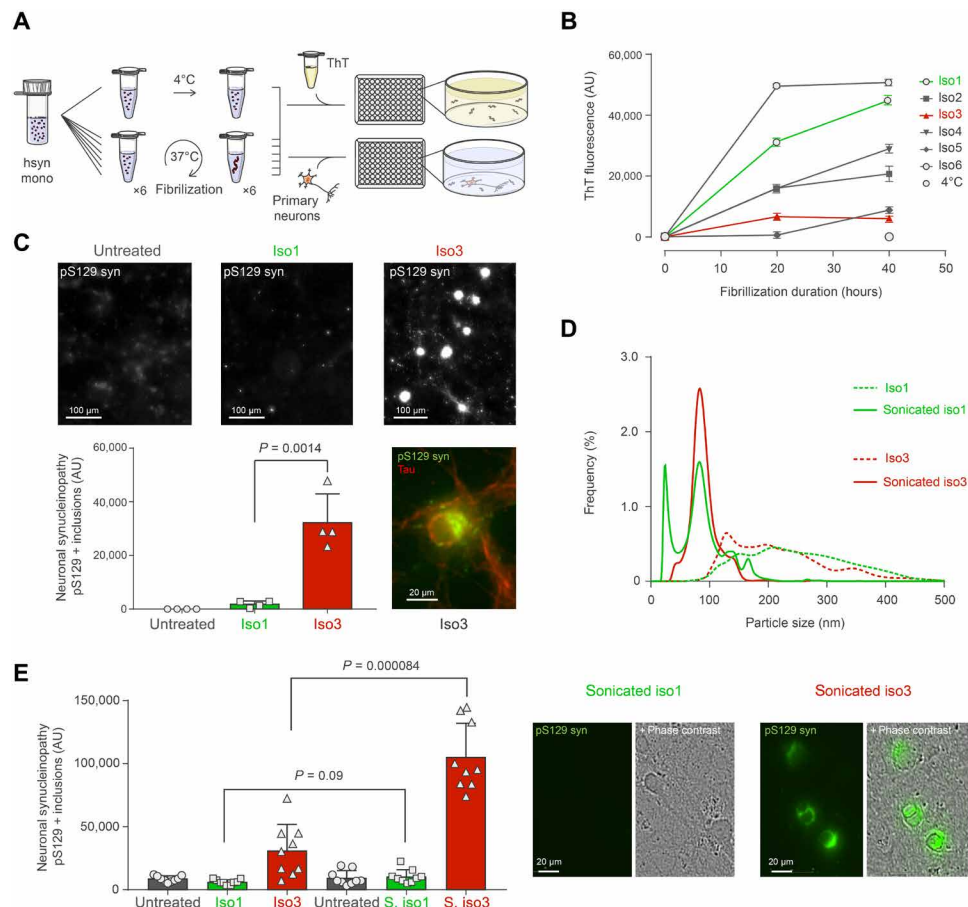 A
4°C
ThT
hsyn
mono
×6
37°C
Fibrilization
×6
Primary
neurons
B
60,000
40,000
20,000
0
ThT fluorescence (AU)
0
10
20
30
40
50
Fibrillization duration (hours)
Iso1
Iso2
Iso3
Iso4
Iso5
Iso6
4°C
C
Untreated
Iso1
Iso3
pS129 syn
pS129 syn
pS129 syn
100 µm
100 µm
100 µm
Neuronal synucleinopathy
pS129 + inclusions (AU)
60,000
40,000
20,000
0
P = 0.0014
Untreated
Iso1
Iso3
pS129 syn
Tau
20 µm
Iso3
D
3.0
2.0
1.0
0
Frequency (%)
0
100
200
300
400
500
Particle size (nm)
Iso1
Sonicated iso1
Iso3
Sonicated iso3
E
Neuronal synucleinopathy
pS129 + inclusions (AU)
150,000
100,000
50,000
0
P = 0.000084
P = 0.09
Untreated
Iso1
Iso3
Untreated
S. iso1
S. iso3
Sonicated iso1
Sonicated iso3
pS129 syn
+ Phase contrast
pS129 syn
+ Phase contrast
20 µm
20 µm